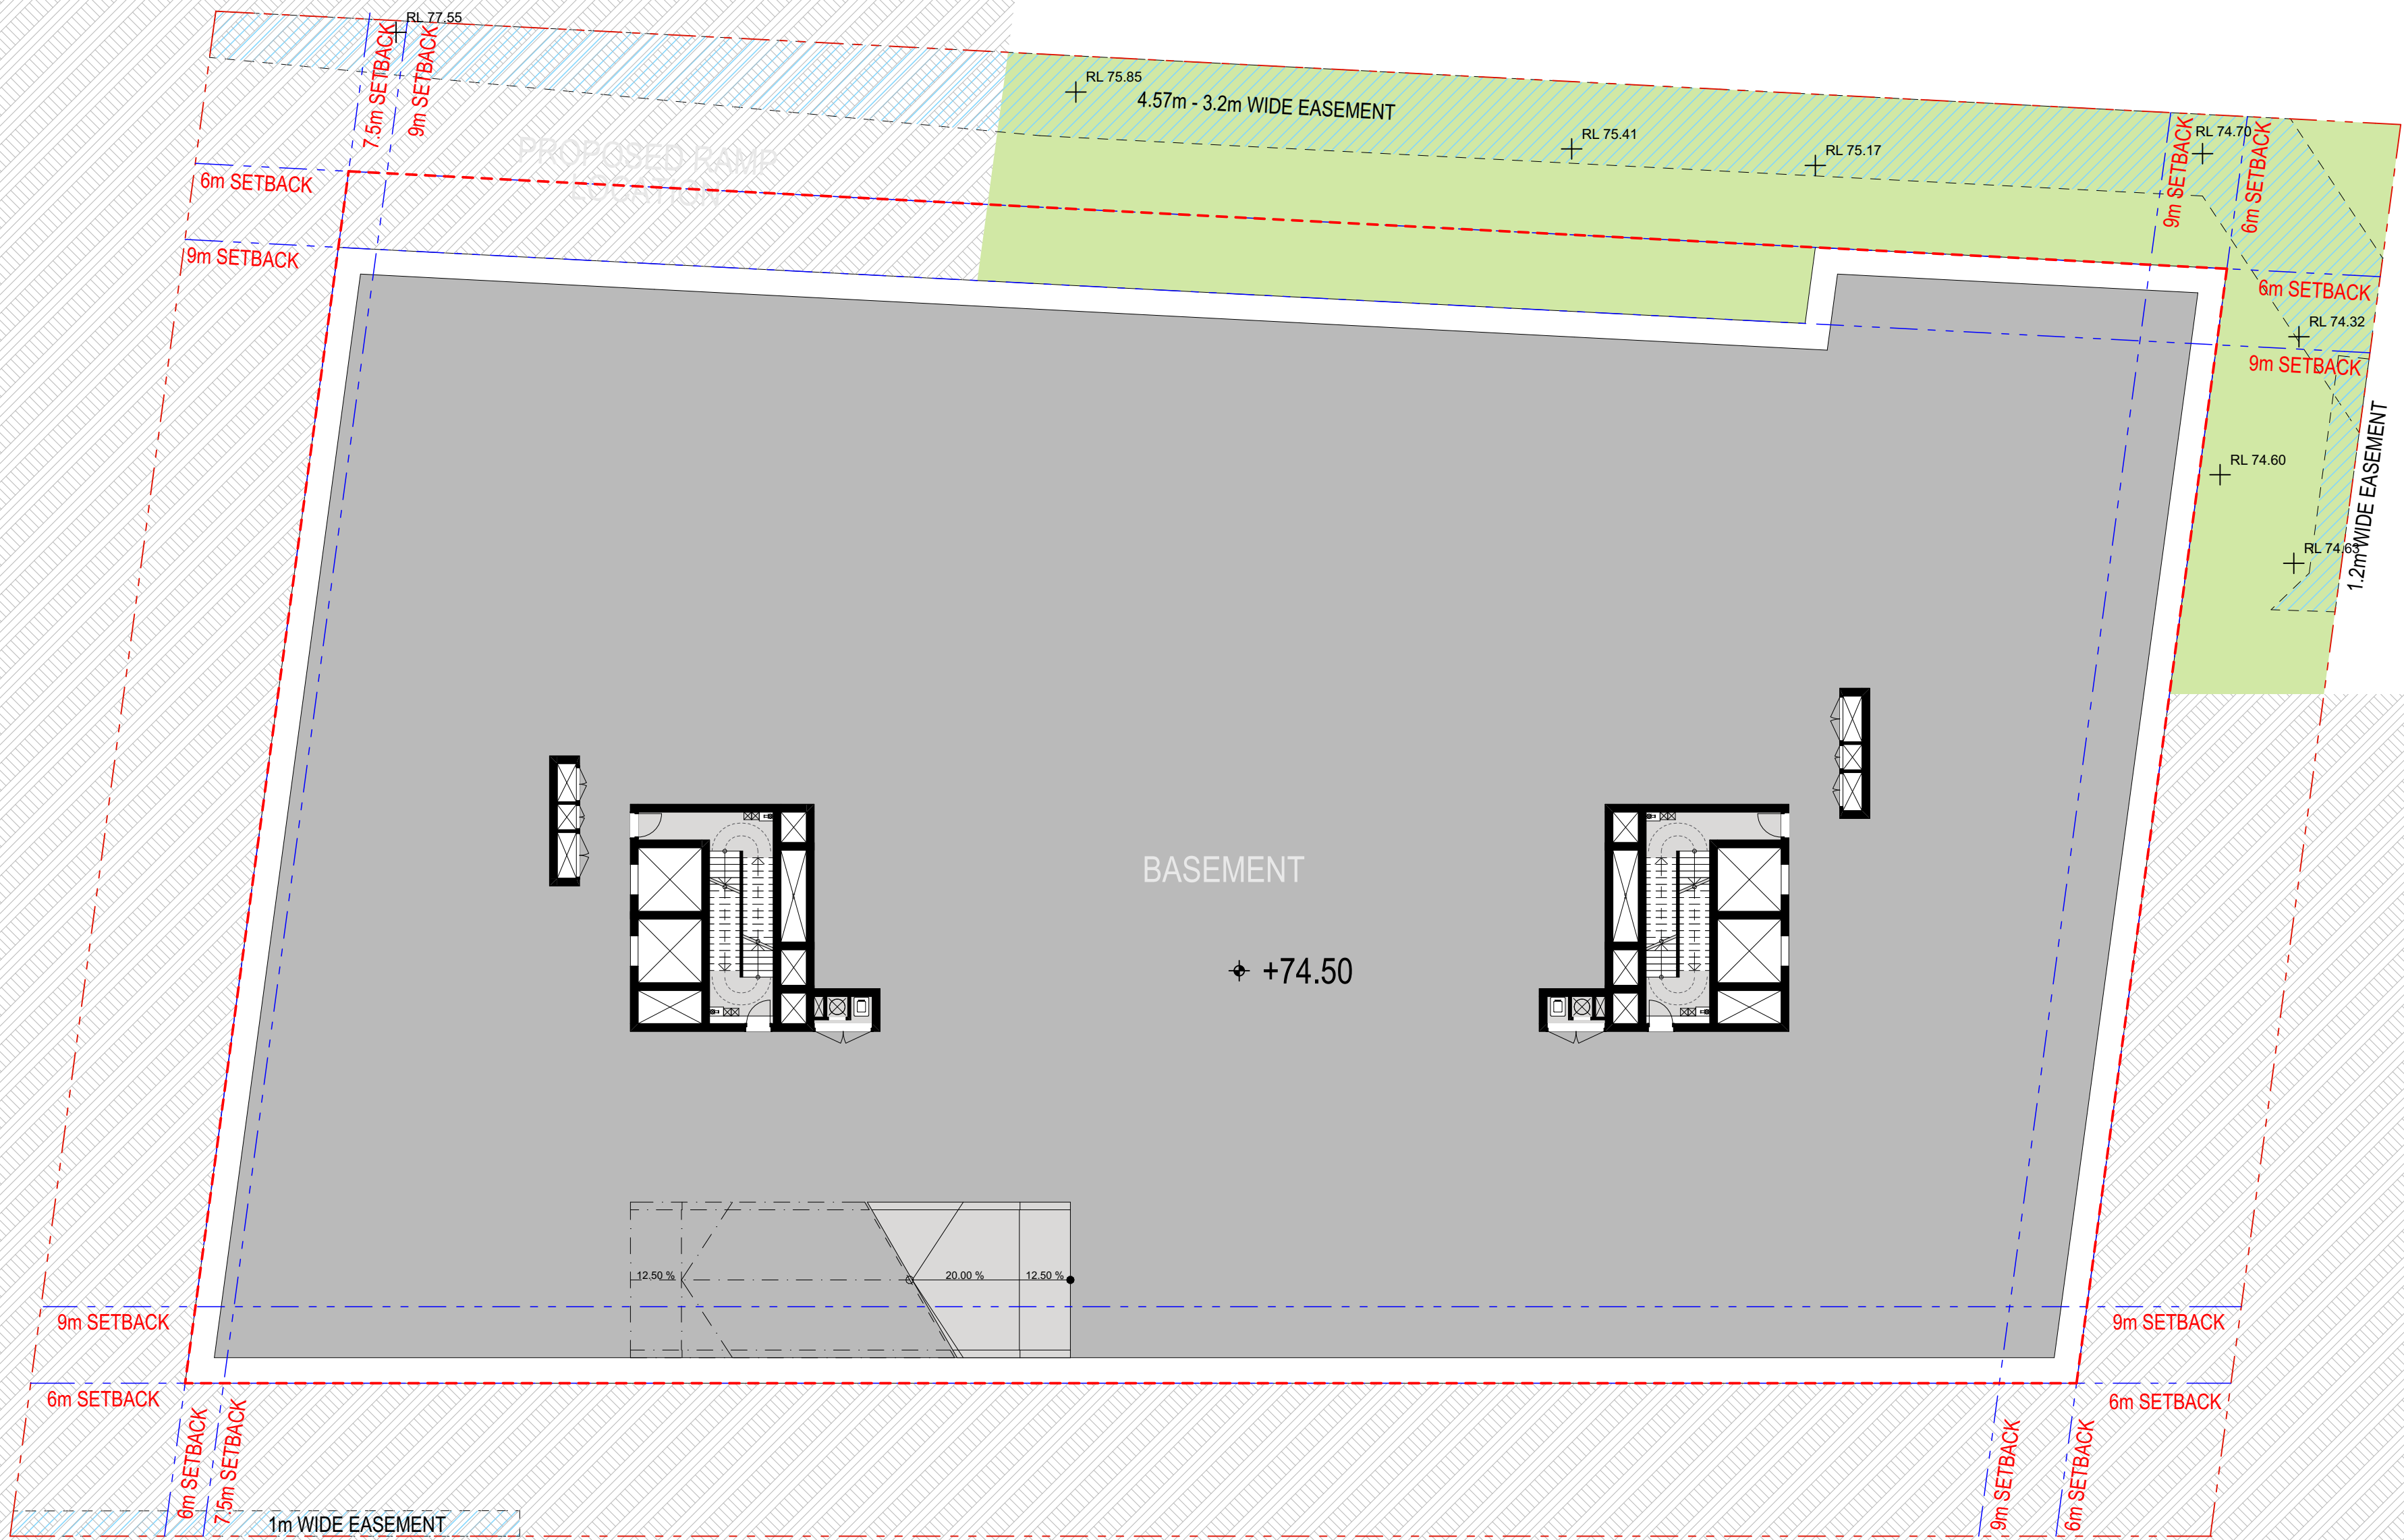 RL 77.55
7.5m SETBACK
9m SETBACK
RL 75.85
4.57m - 3.2m WIDE EASEMENT
RL 75.41
RL 75.17
9m SETBACK
RL 74.70
6m SETBACK
PROPOSED RAMP
LOCATION
6m SETBACK
9m SETBACK
6m SETBACK
RL 74.32
9m SETBACK
1.2m WIDE EASEMENT
RL 74.60
RL 74.63
BASEMENT
+74.50
12.50 %
20.00 %
12.50 %
9m SETBACK
9m SETBACK
6m SETBACK
6m SETBACK
6m SETBACK
7.5m SETBACK
9m SETBACK
6m SETBACK
1m WIDE EASEMENT